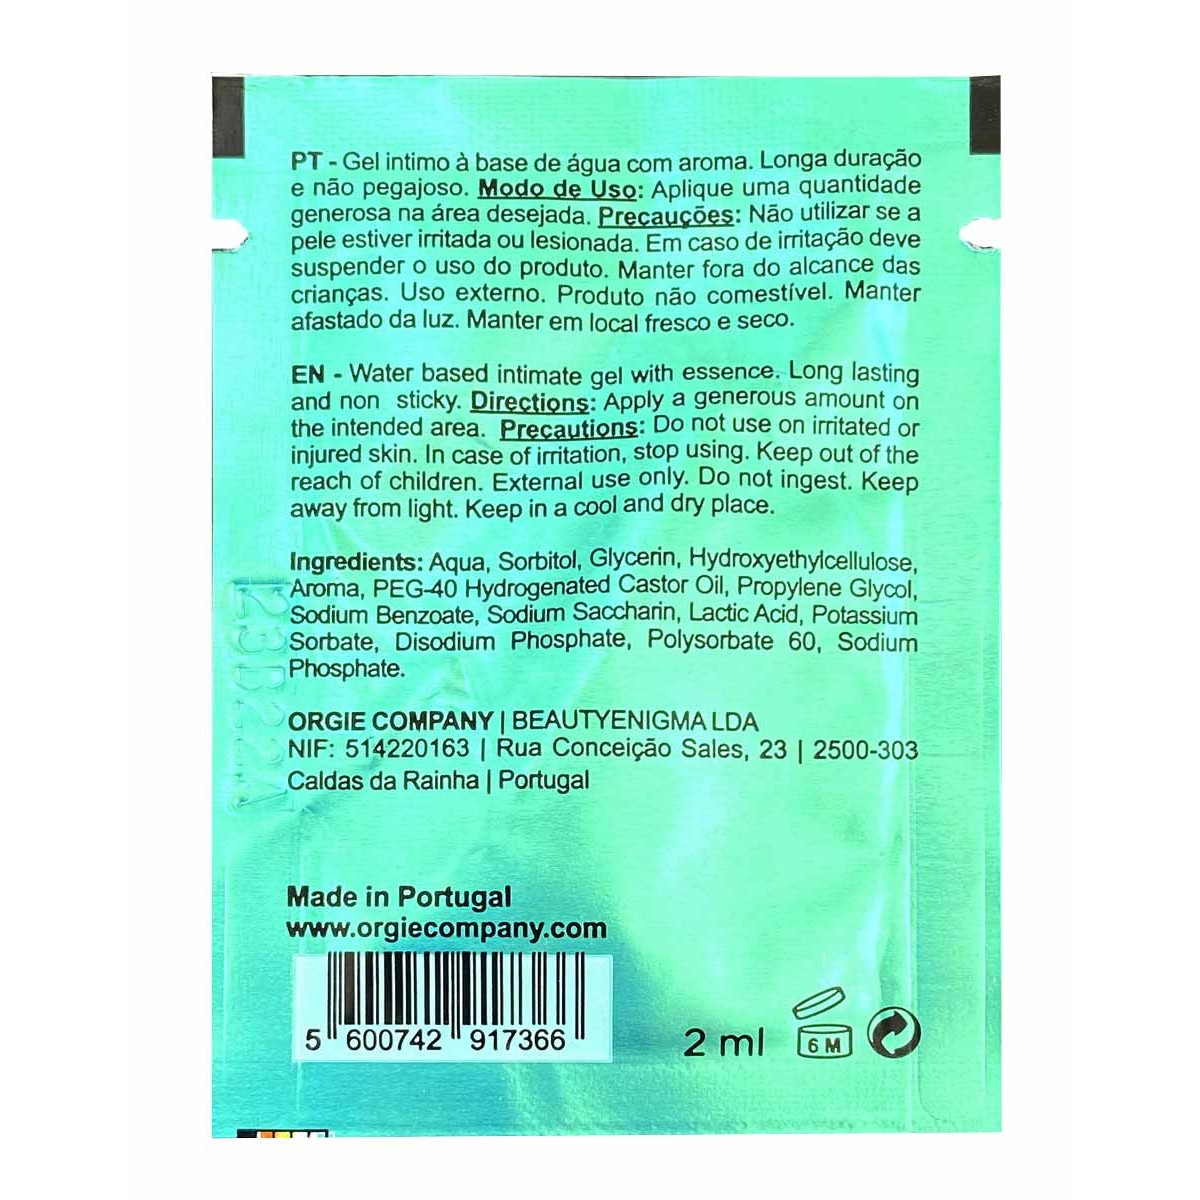 PT - Gel intimo à base de água com aroma. Longa duração
e não pegajoso. Modo de Uso: Aplique uma quantidade
generosa na área desejada. Precauções: Não utilizar se a
pele estiver irritada ou lesionada. Em caso de irritação deve
suspender o uso do produto. Manter fora do alcance das
crianças. Uso externo. Produto não comestível. Manter
afastado da luz. Manter em local fresco e seco.
EN - Water based intimate gel with essence. Long lasting
and non sticky. Directions: Apply a generous amount on
the intended area. Precautions: Do not use on irritated or
injured skin. In case of irritation, stop using. Keep out of the
reach of children. External use only. Do not ingest. Keep
away from light. Keep in a cool and dry place.
Ingredients: Aqua, Sorbitol, Glycerin, Hydroxyethylcellulose,
Aroma, PEG-40 Hydrogenated Castor Oil, Propylene Glycol,
Sodium Benzoate, Sodium Saccharin, Lactic Acid, Potassium
Sorbate, Disodium Phosphate, Polysorbate 60, Sodium
Phosphate.
ORGIE COMPANY | BEAUTYENIGMA LDA
NIF: 514220163 | Rua Conceição Sales, 23 | 2500-303
Caldas da Rainha | Portugal
Made in Portugal
www.orgiecompany.com
5 600742 917366
2 ml
6 M